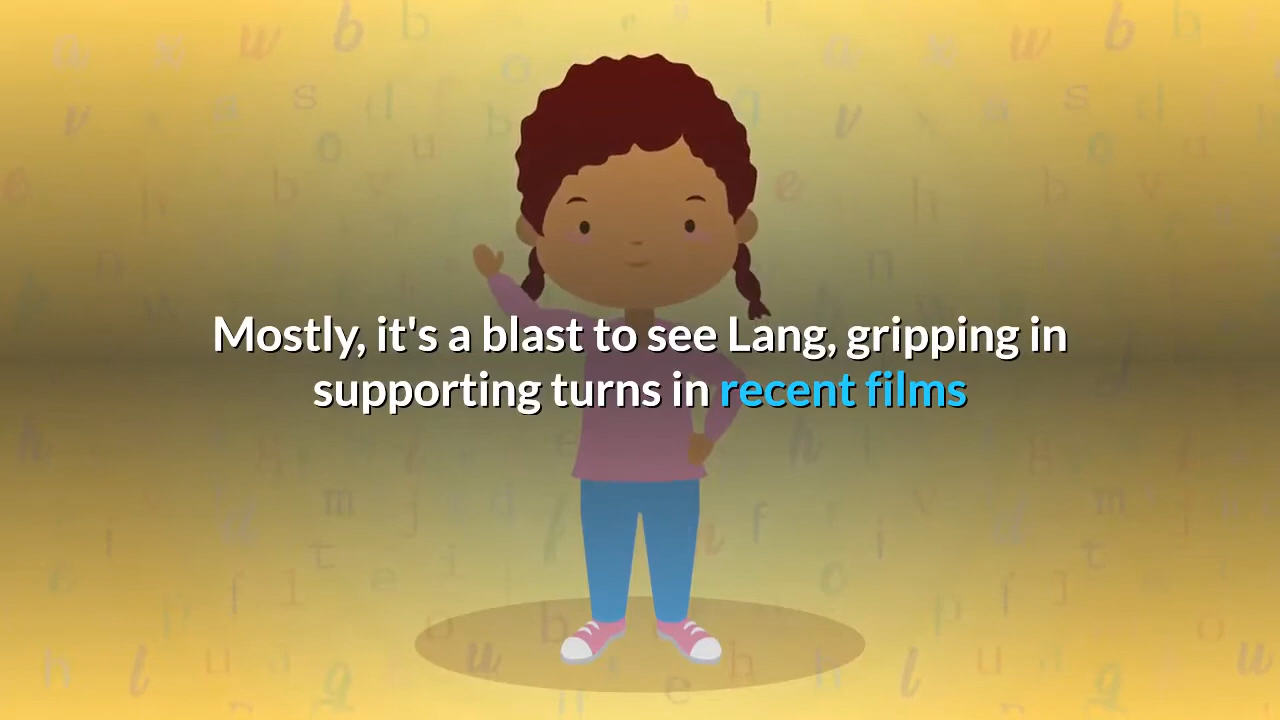 Mostly, it's a blast to see Lang, gripping in
supporting turns in recent films